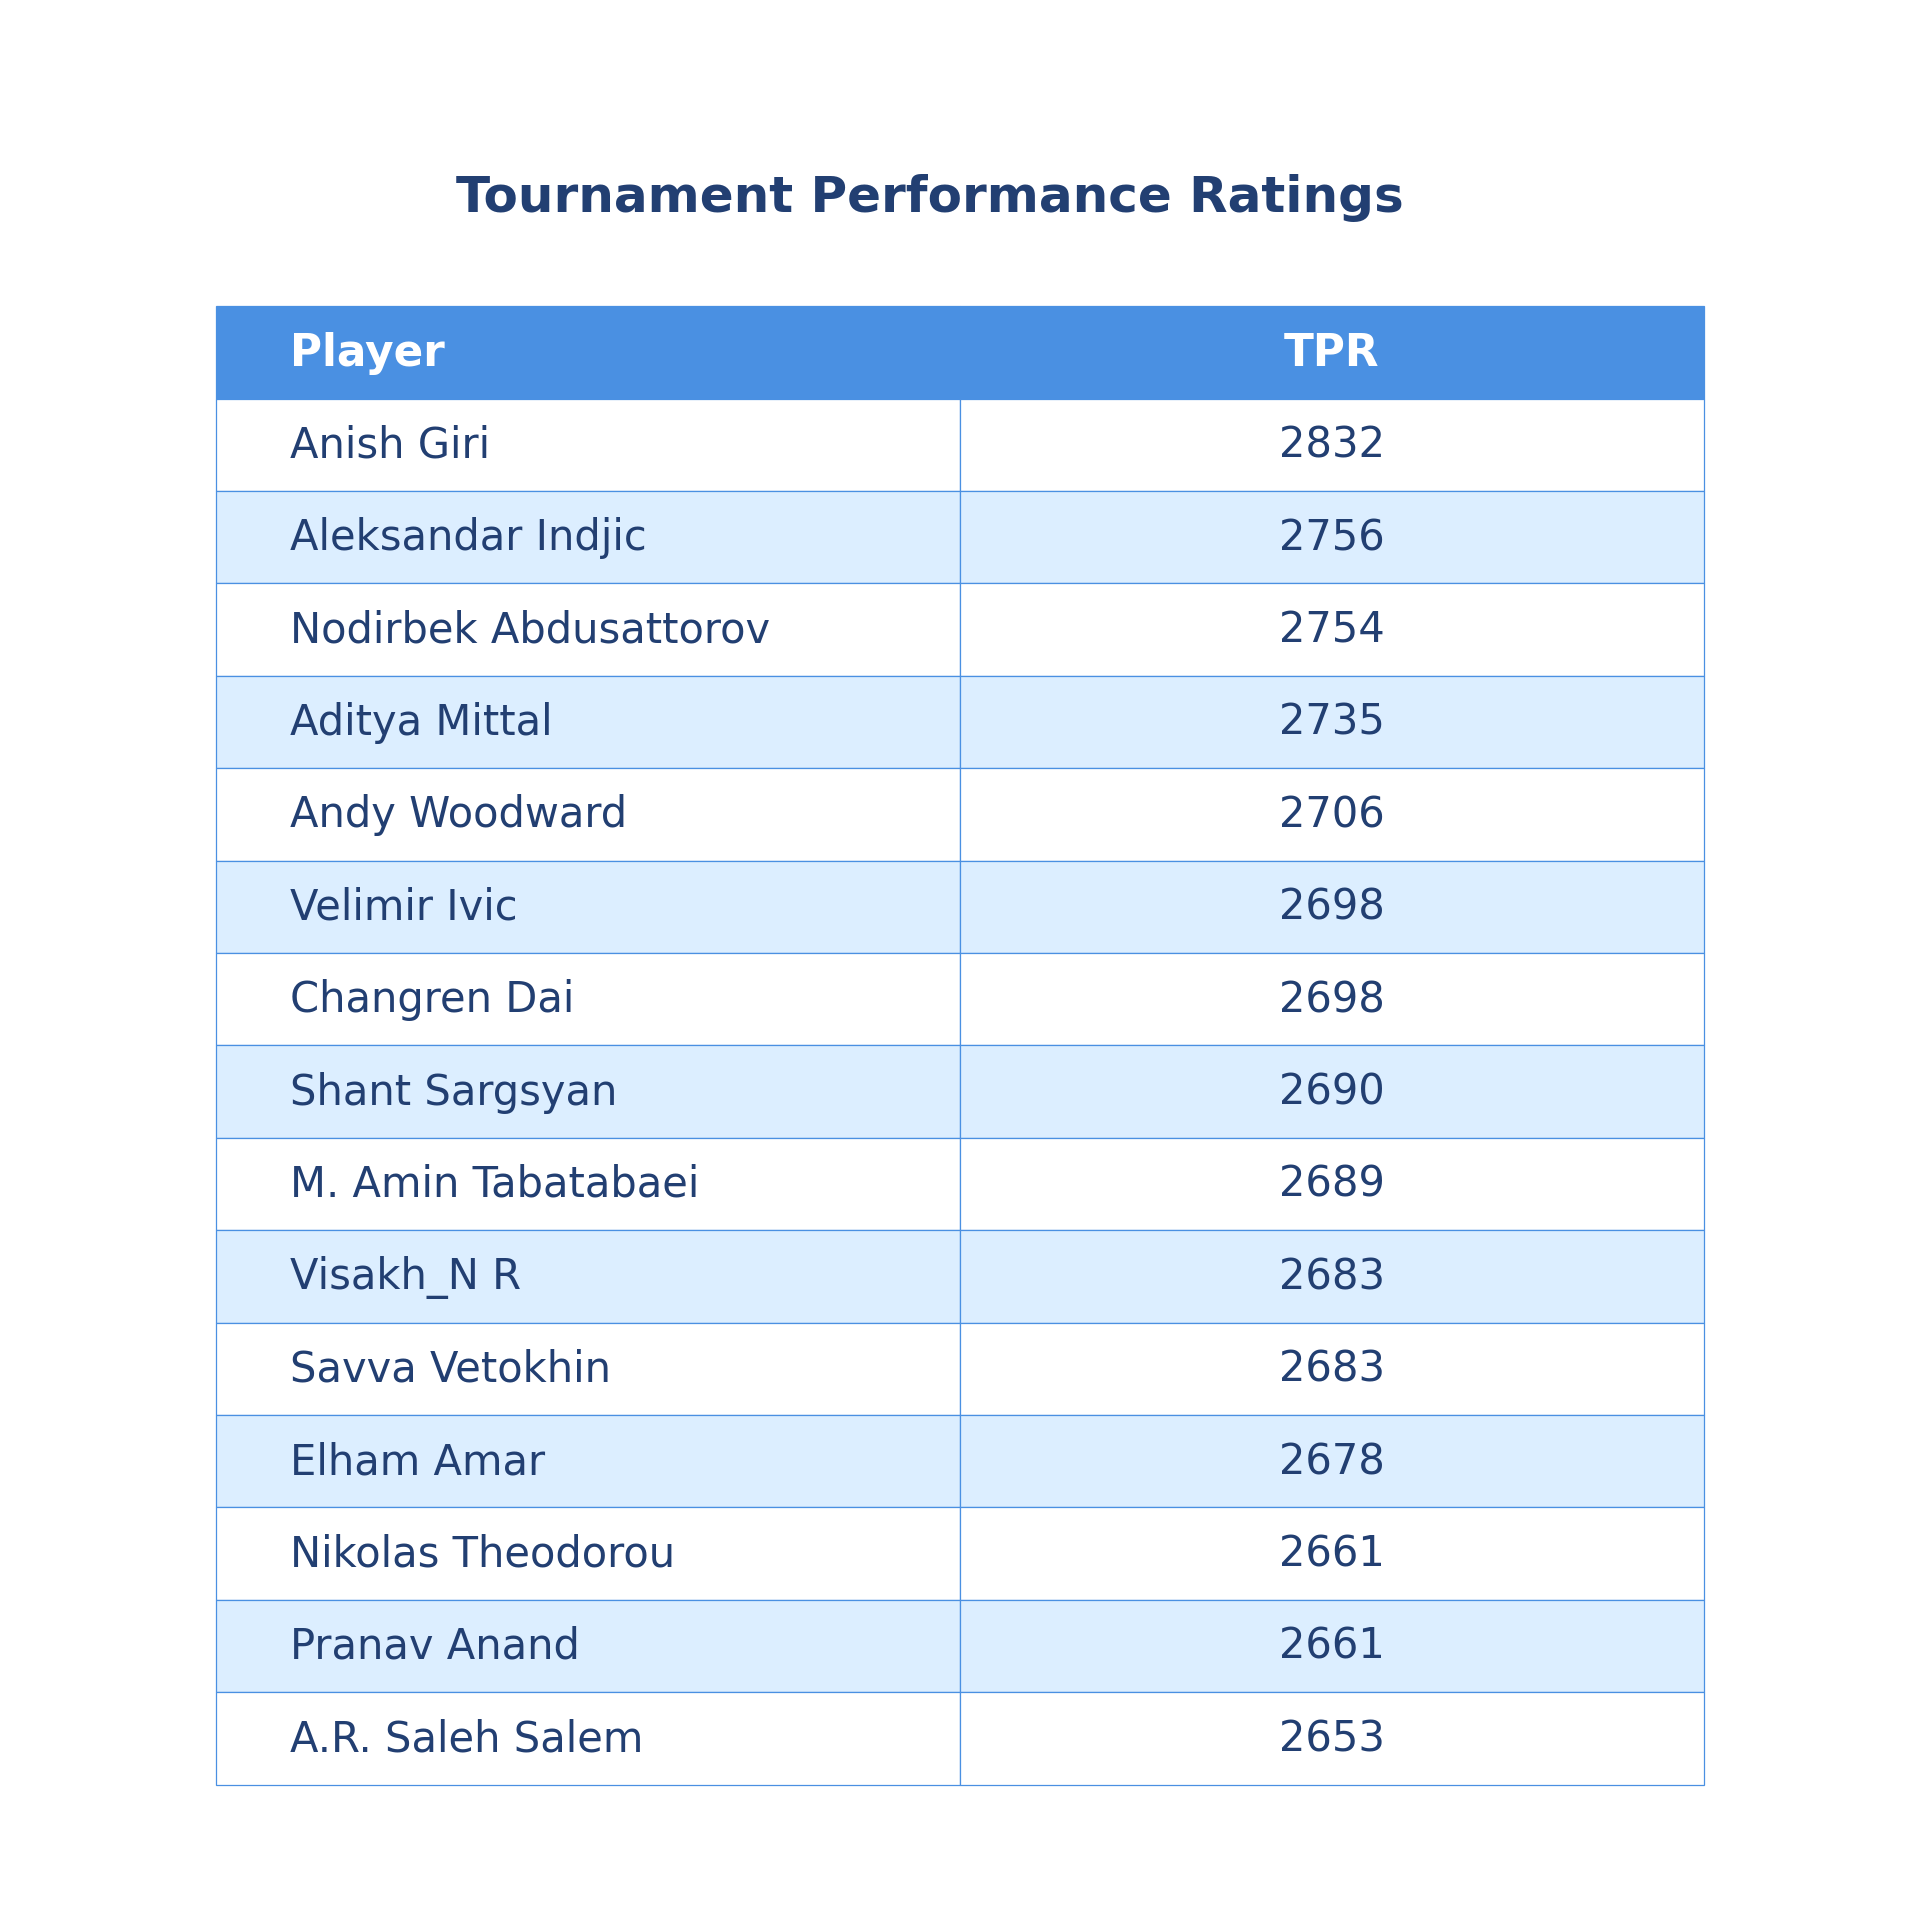 Tournament Performance Ratings
Player TPR
Anish Giri 2832
Aleksandar Indjic 2756
Nodirbek Abdusattorov 2754
Aditya Mittal 2735
Andy Woodward 2706
Velimir Ivic 2698
Changren Dai 2698
Shant Sargsyan 2690
M. Amin Tabatabaei 2689
Visakh_N R 2683
Savva Vetokhin 2683
Elham Amar 2678
Nikolas Theodorou 2661
Pranav Anand 2661
A.R. Saleh Salem 2653